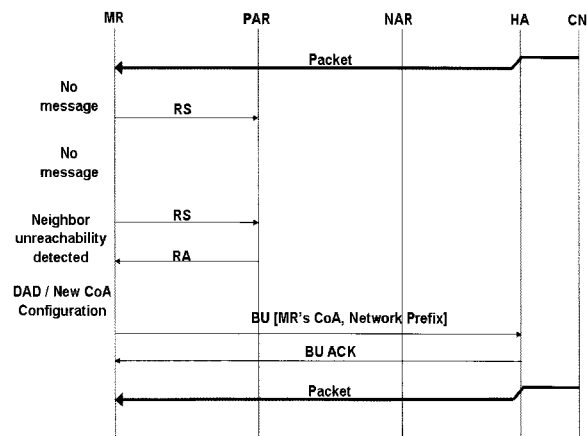 MR PAR NAR HA CN
Packet
No
message
RS
No
message
RS
Neighbor
unreachability
detected
RA
DAD / New CoA
Configuration
BU [MR's CoA, Network Prefix]
BU ACK
Packet